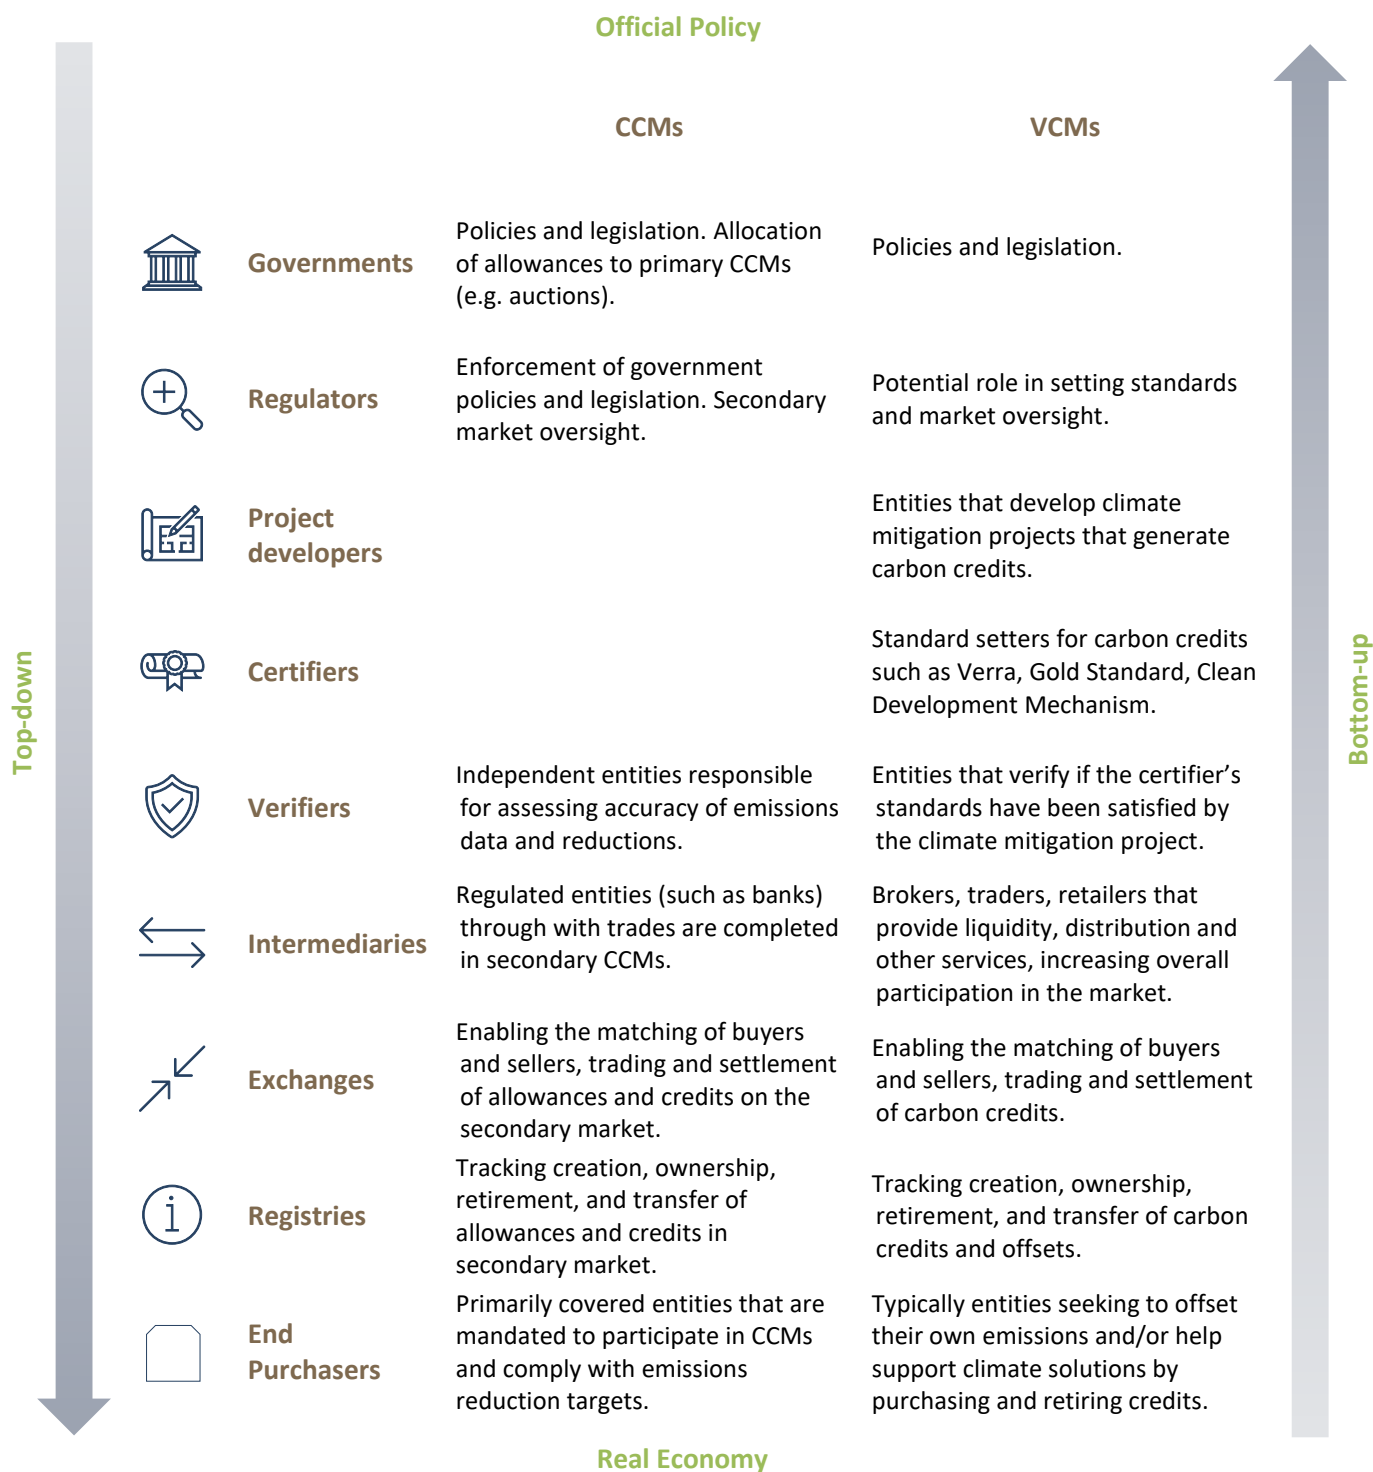 Official Policy
CCMs
VCMs
Governments
Policies and legislation. Allocation
of allowances to primary CCMs
(e.g. auctions).
Policies and legislation.
Regulators
Enforcement of government
policies and legislation. Secondary
market oversight.
Potential role in setting standards
and market oversight.
Project
developers
Entities that develop climate
mitigation projects that generate
carbon credits.
Certifiers
Standard setters for carbon credits
such as Verra, Gold Standard, Clean
Development Mechanism.
Verifiers
Independent entities responsible
for assessing accuracy of emissions
data and reductions.
Entities that verify if the certifier’s
standards have been satisfied by
the climate mitigation project.
Intermediaries
Regulated entities (such as banks)
through with trades are completed
in secondary CCMs.
Brokers, traders, retailers that
provide liquidity, distribution and
other services, increasing overall
participation in the market.
Exchanges
Enabling the matching of buyers
and sellers, trading and settlement
of allowances and credits on the
secondary market.
Enabling the matching of buyers
and sellers, trading and settlement
of carbon credits.
Registries
Tracking creation, ownership,
retirement, and transfer of
allowances and credits in
secondary market.
Tracking creation, ownership,
retirement, and transfer of carbon
credits and offsets.
End
Purchasers
Primarily covered entities that are
mandated to participate in CCMs
and comply with emissions
reduction targets.
Typically entities seeking to offset
their own emissions and/or help
support climate solutions by
purchasing and retiring credits.
Top-down
Bottom-up
Real Economy